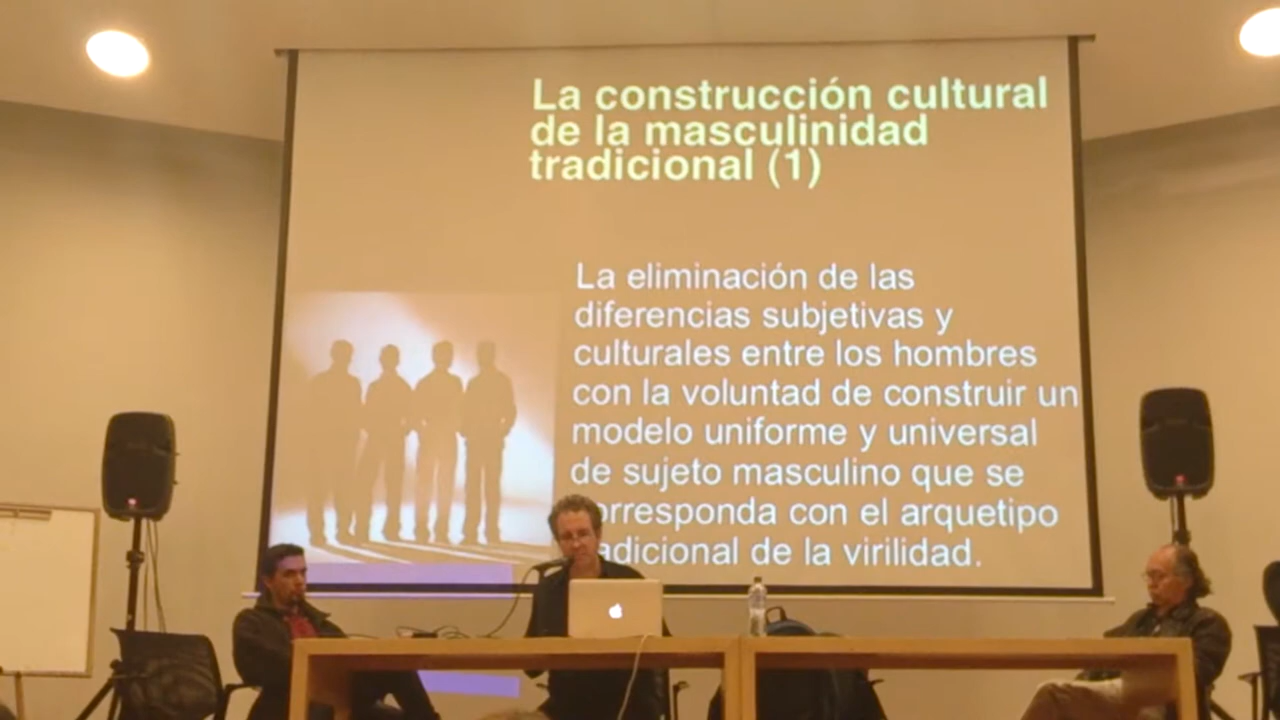 La construcción cultural
de la masculinidad
tradicional (1)
La eliminación de las
diferencias subjetivas y
culturales entre los hombres
con la voluntad de construir un
modelo uniforme y universal
de sujeto masculino que se
orresponda con el arquetipo
adicional de la virilidad.